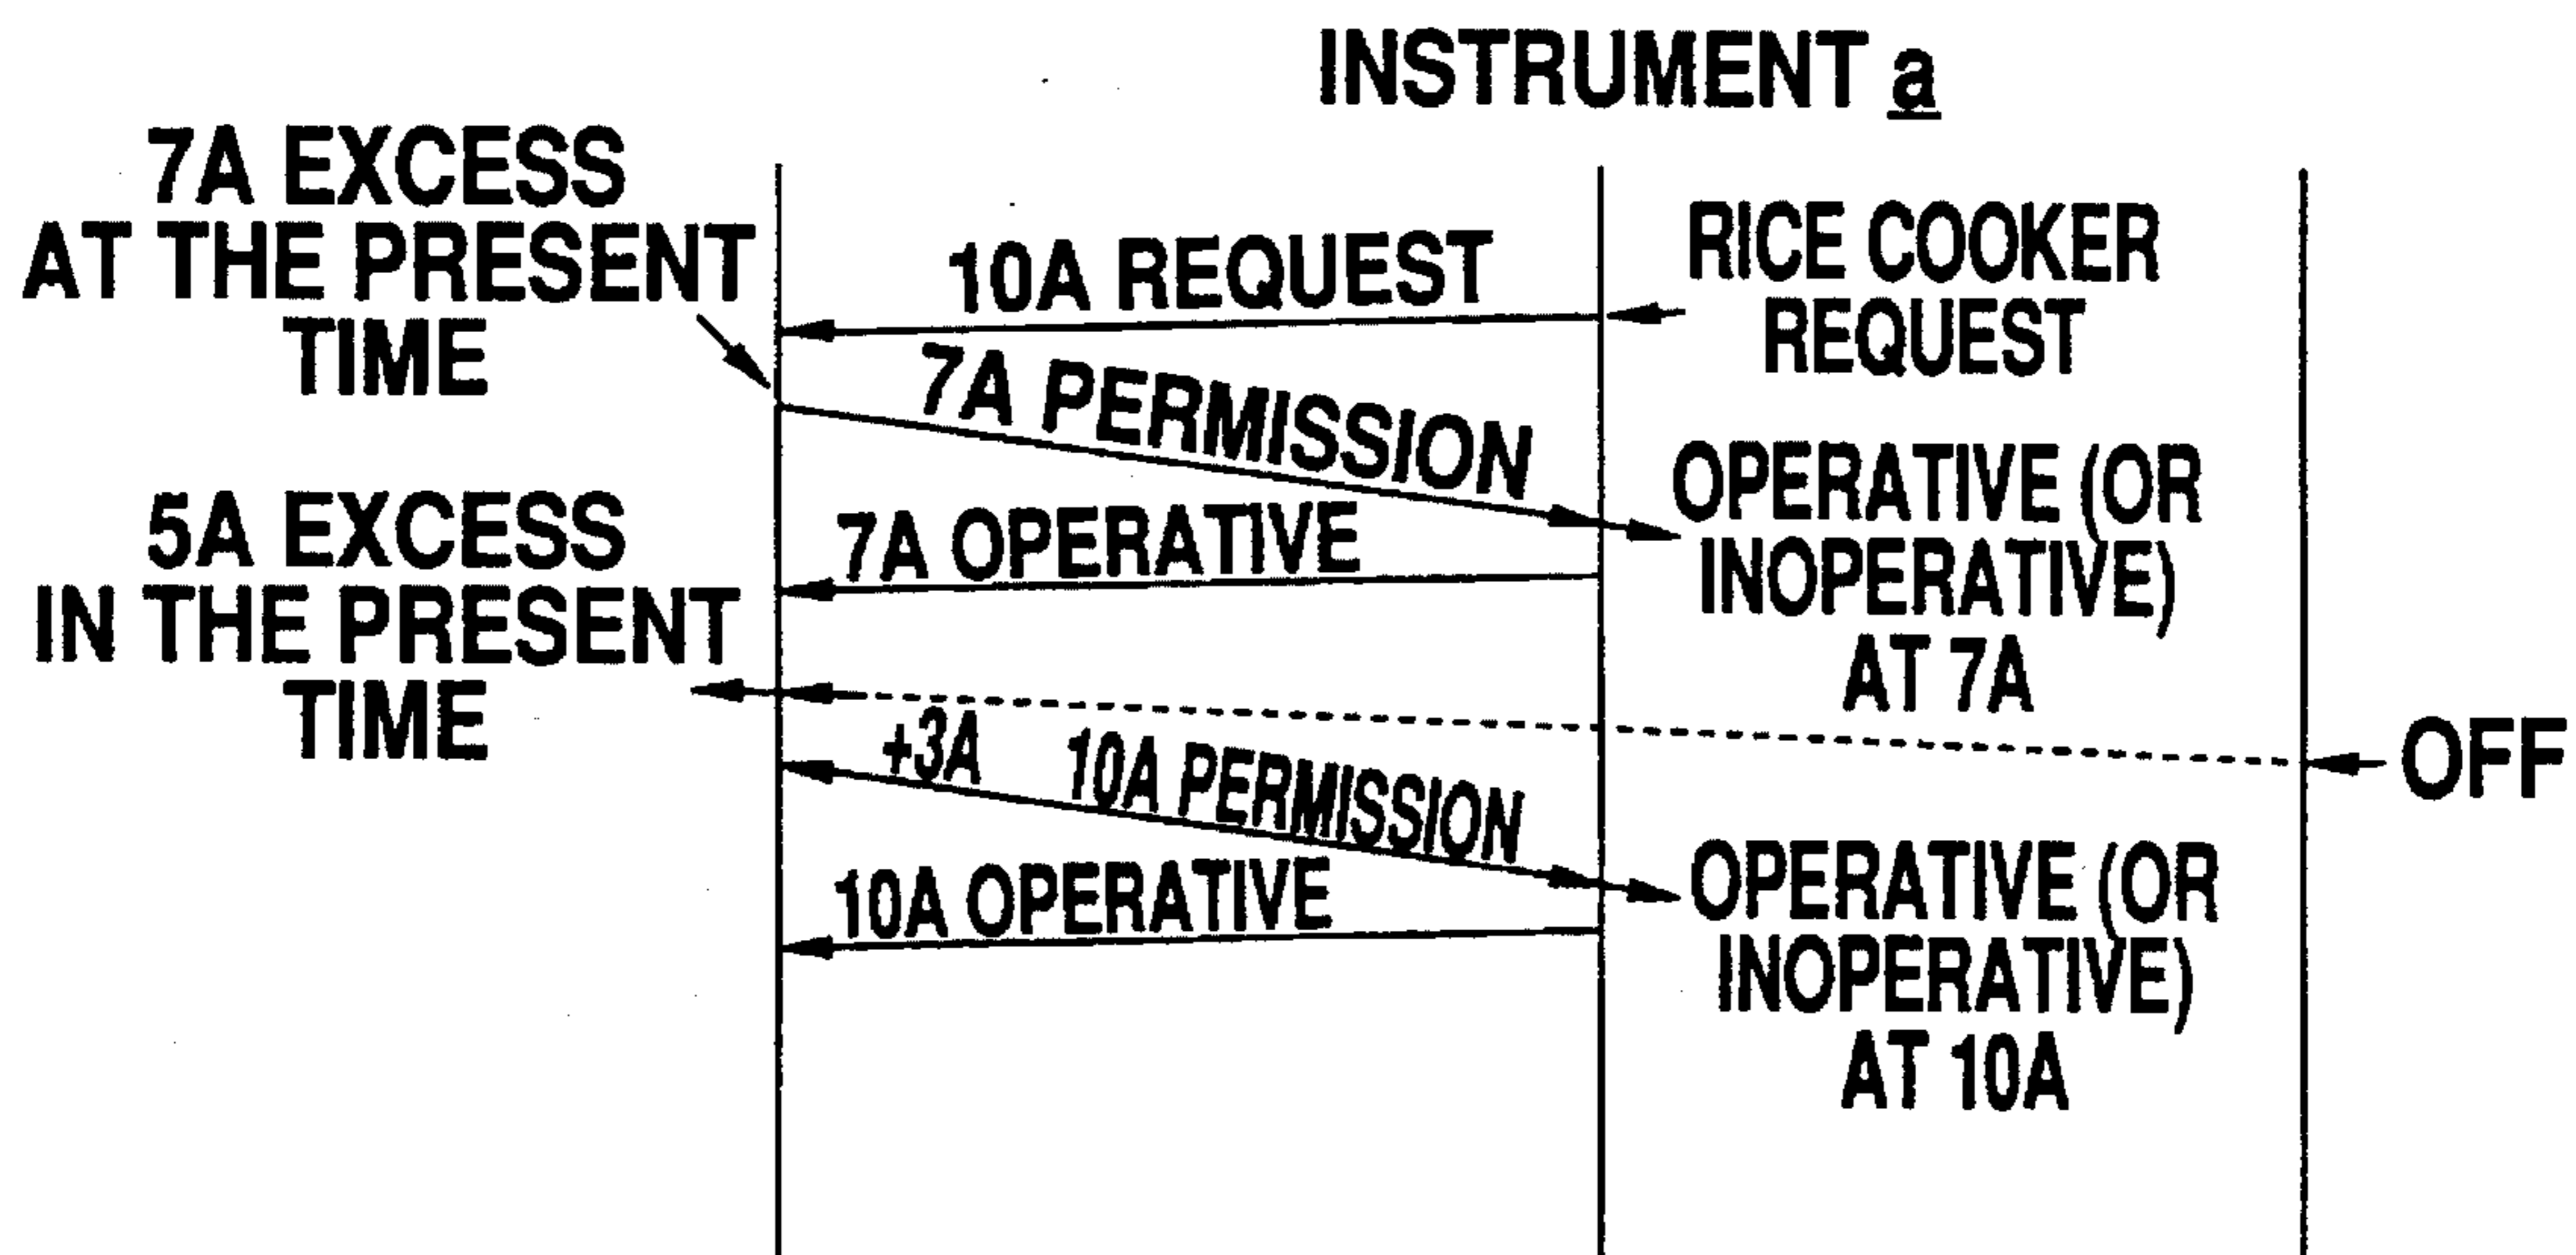 INSTRUMENT a
7A EXCESS
AT THE PRESENT
TIME
10A REQUEST
RICE COOKER
REQUEST
7A PERMISSION
OPERATIVE (OR
INOPERATIVE)
AT 7A
7A OPERATIVE
5A EXCESS
IN THE PRESENT
TIME
OFF
+3A 10A PERMISSION
10A OPERATIVE
OPERATIVE (OR
INOPERATIVE)
AT 10A